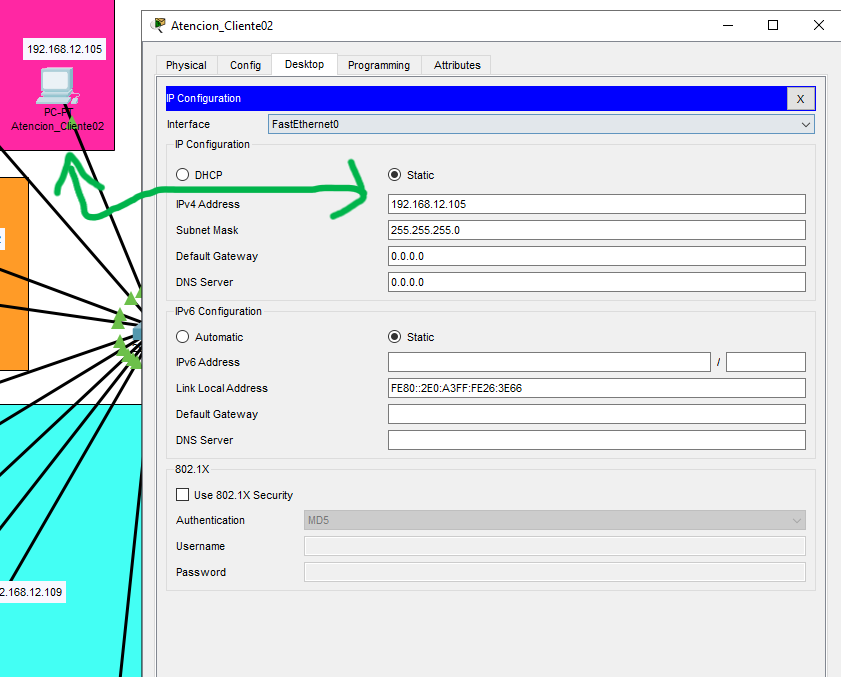 Atencion_Cliente02
192.168.12.105
PC-PT
Atencion_Cliente02
Physical Config Desktop Programming Attributes
IP Configuration X
Interface FastEthernet0
IP Configuration
DHCP Static
IPv4 Address 192.168.12.105
Subnet Mask 255.255.255.0
Default Gateway 0.0.0.0
DNS Server 0.0.0.0
IPv6 Configuration
Automatic Static
IPv6 Address /
Link Local Address FE80::2E0:A3FF:FE26:3E66
Default Gateway
DNS Server
802.1X
Use 802.1X Security
Authentication MD5
Username
Password
2.168.12.109